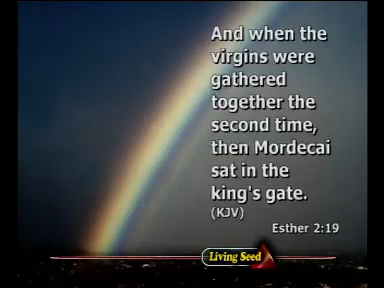 And when the
virgins were
gathered
together the
second time,
then Mordecai
sat in the
king's gate.
(KJV)
Esther 2:19
Living Seed